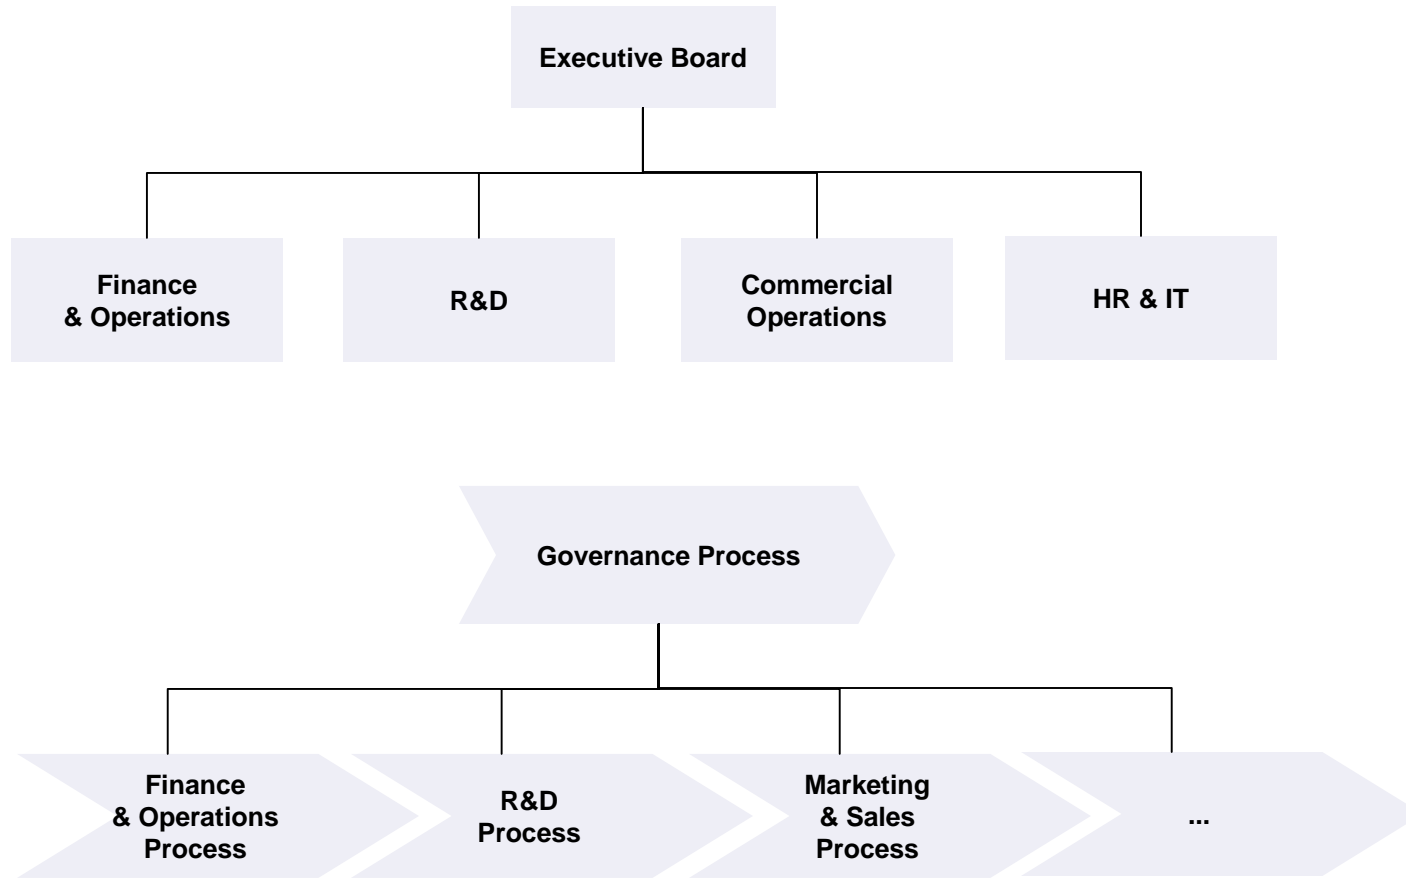 Executive Board
Finance
& Operations
R&D
Commercial
Operations
HR & IT
Governance Process
Finance
& Operations
Process
R&D
Process
Marketing
& Sales
Process
...